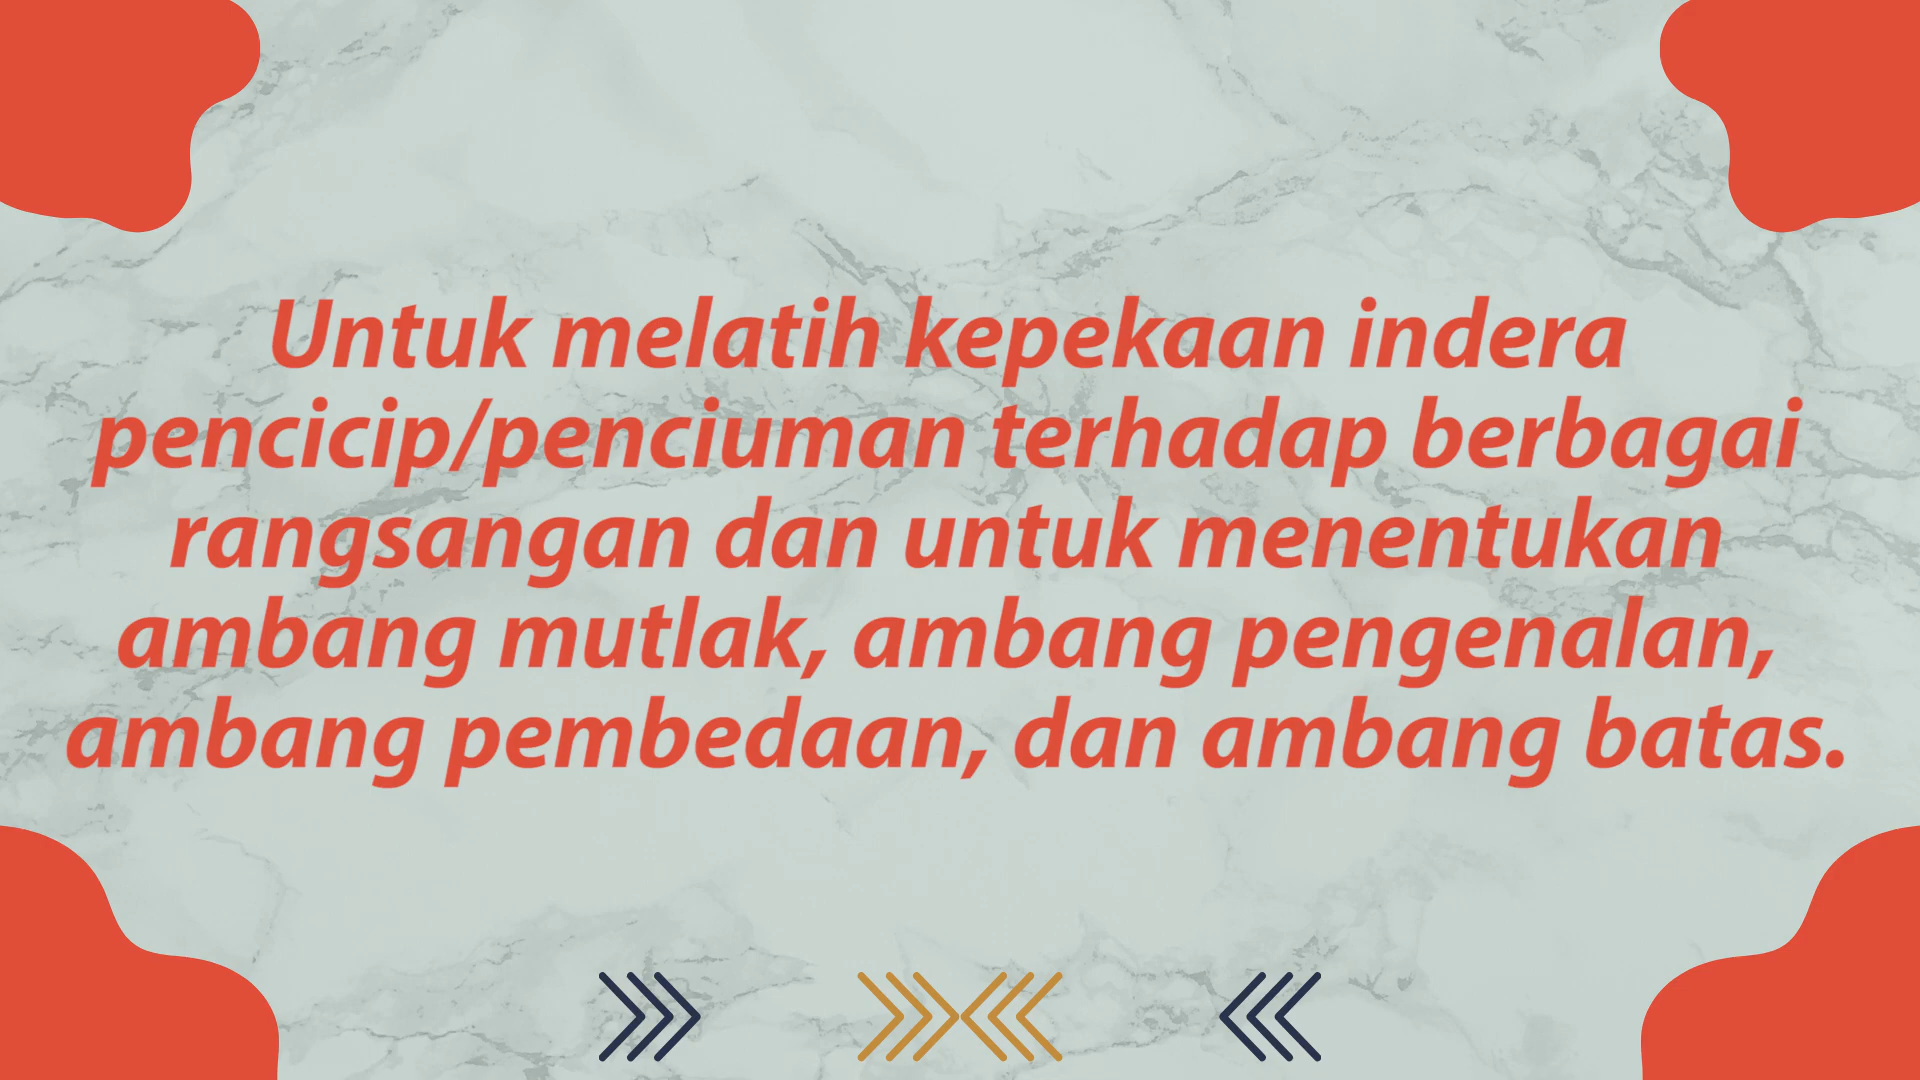 Untuk melatih kepekaan indera
pencicip/penciuman terhadap berbagai
rangsangan dan untuk menentukan
ambang mutlak, ambang pengenalan,
ambang pembedaan, dan ambang batas.